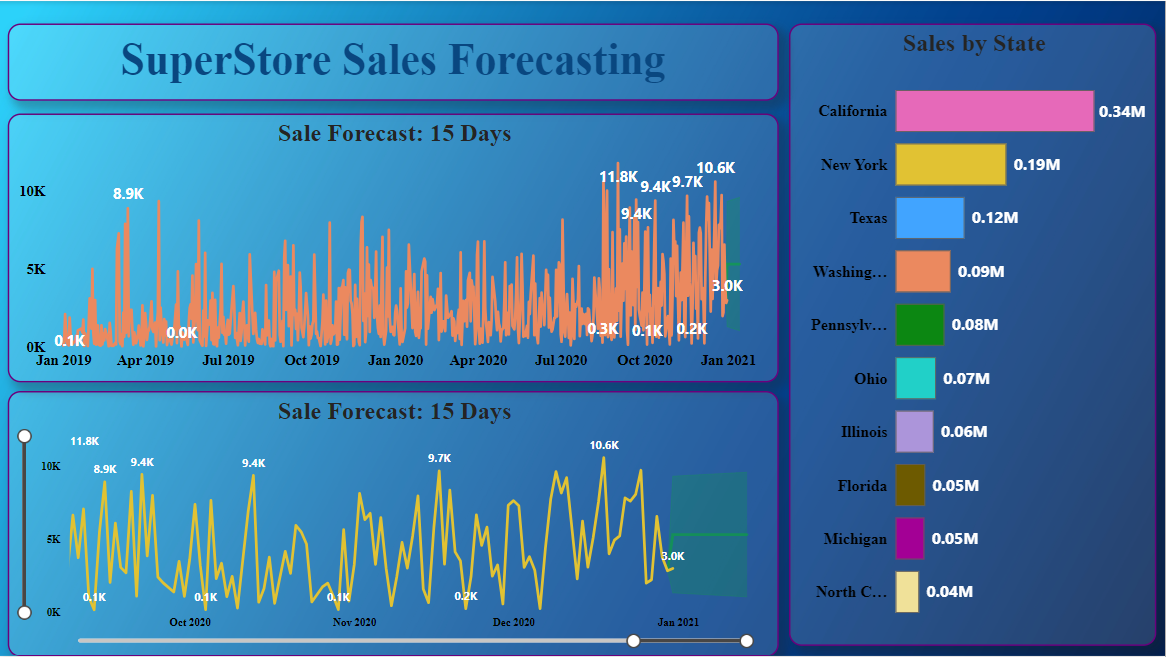 SuperStore Sales Forecasting
Sale Forecast: 15 Days
10K
5K
0K
8.9K
11.8K
9.4K
9.4K
9.7K
10.6K
3.0K
0.1K
0.0K
0.3K
0.1K
0.2K
Jan 2019 Apr 2019 Jul 2019 Oct 2019 Jan 2020 Apr 2020 Jul 2020 Oct 2020 Jan 2021
Sale Forecast: 15 Days
10K
5K
0K
11.8K
8.9K
9.4K
9.4K
9.7K
10.6K
3.0K
0.1K
0.1K
0.1K
0.2K
Oct 2020 Nov 2020 Dec 2020 Jan 2021
Sales by State
California 0.34M
New York 0.19M
Texas 0.12M
Washing... 0.09M
Pennsylv... 0.08M
Ohio 0.07M
Illinois 0.06M
Florida 0.05M
Michigan 0.05M
North C... 0.04M